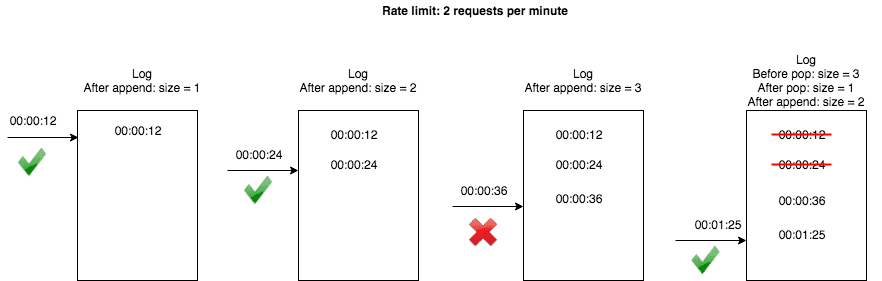 Rate limit: 2 requests per minute
Log
After append: size = 1
00:00:12
00:00:12
Log
After append: size = 2
00:00:24
00:00:12
00:00:24
Log
After append: size = 3
00:00:36
00:00:12
00:00:24
00:00:36
Log
Before pop: size = 3
After pop: size = 1
After append: size = 2
00:01:25
00:00:12
00:00:24
00:00:36
00:01:25